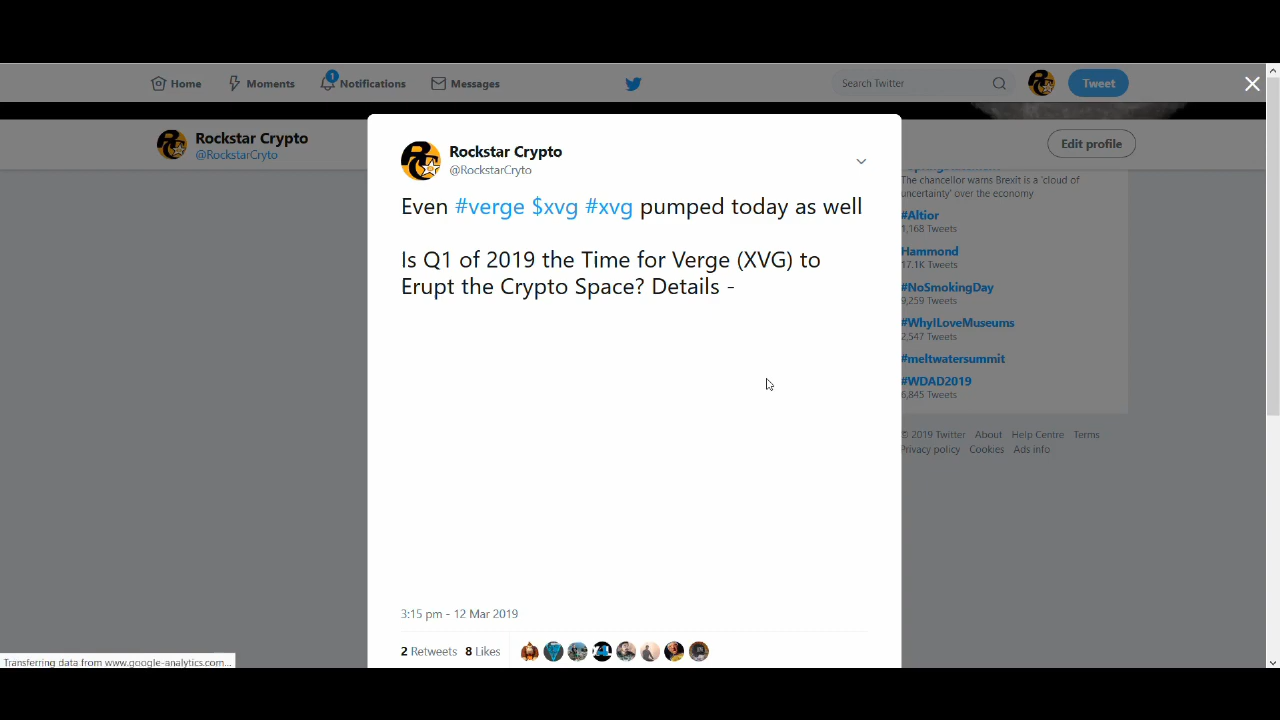 Home
Moments
1
Notifications
Messages
Search Twitter
Tweet
Rockstar Crypto
@RockstarCryto
Edit profile
Rockstar Crypto
@RockstarCryto
Even #verge $xvg #xvg pumped today as well
Is Q1 of 2019 the Time for Verge (XVG) to
Erupt the Crypto Space? Details -
3:15 pm - 12 Mar 2019
2 Retweets 8 Likes
The chancellor warns Brexit is a 'cloud of
uncertainty' over the economy
#Altior
1,168 Tweets
Hammond
17.1K Tweets
#NoSmokingDay
9,259 Tweets
#WhyILoveMuseums
2,547 Tweets
#meltwatersummit
#WDAD2019
6,845 Tweets
© 2019 Twitter About Help Centre Terms
Privacy policy Cookies Ads info
Transferring data from www.google-analytics.com...